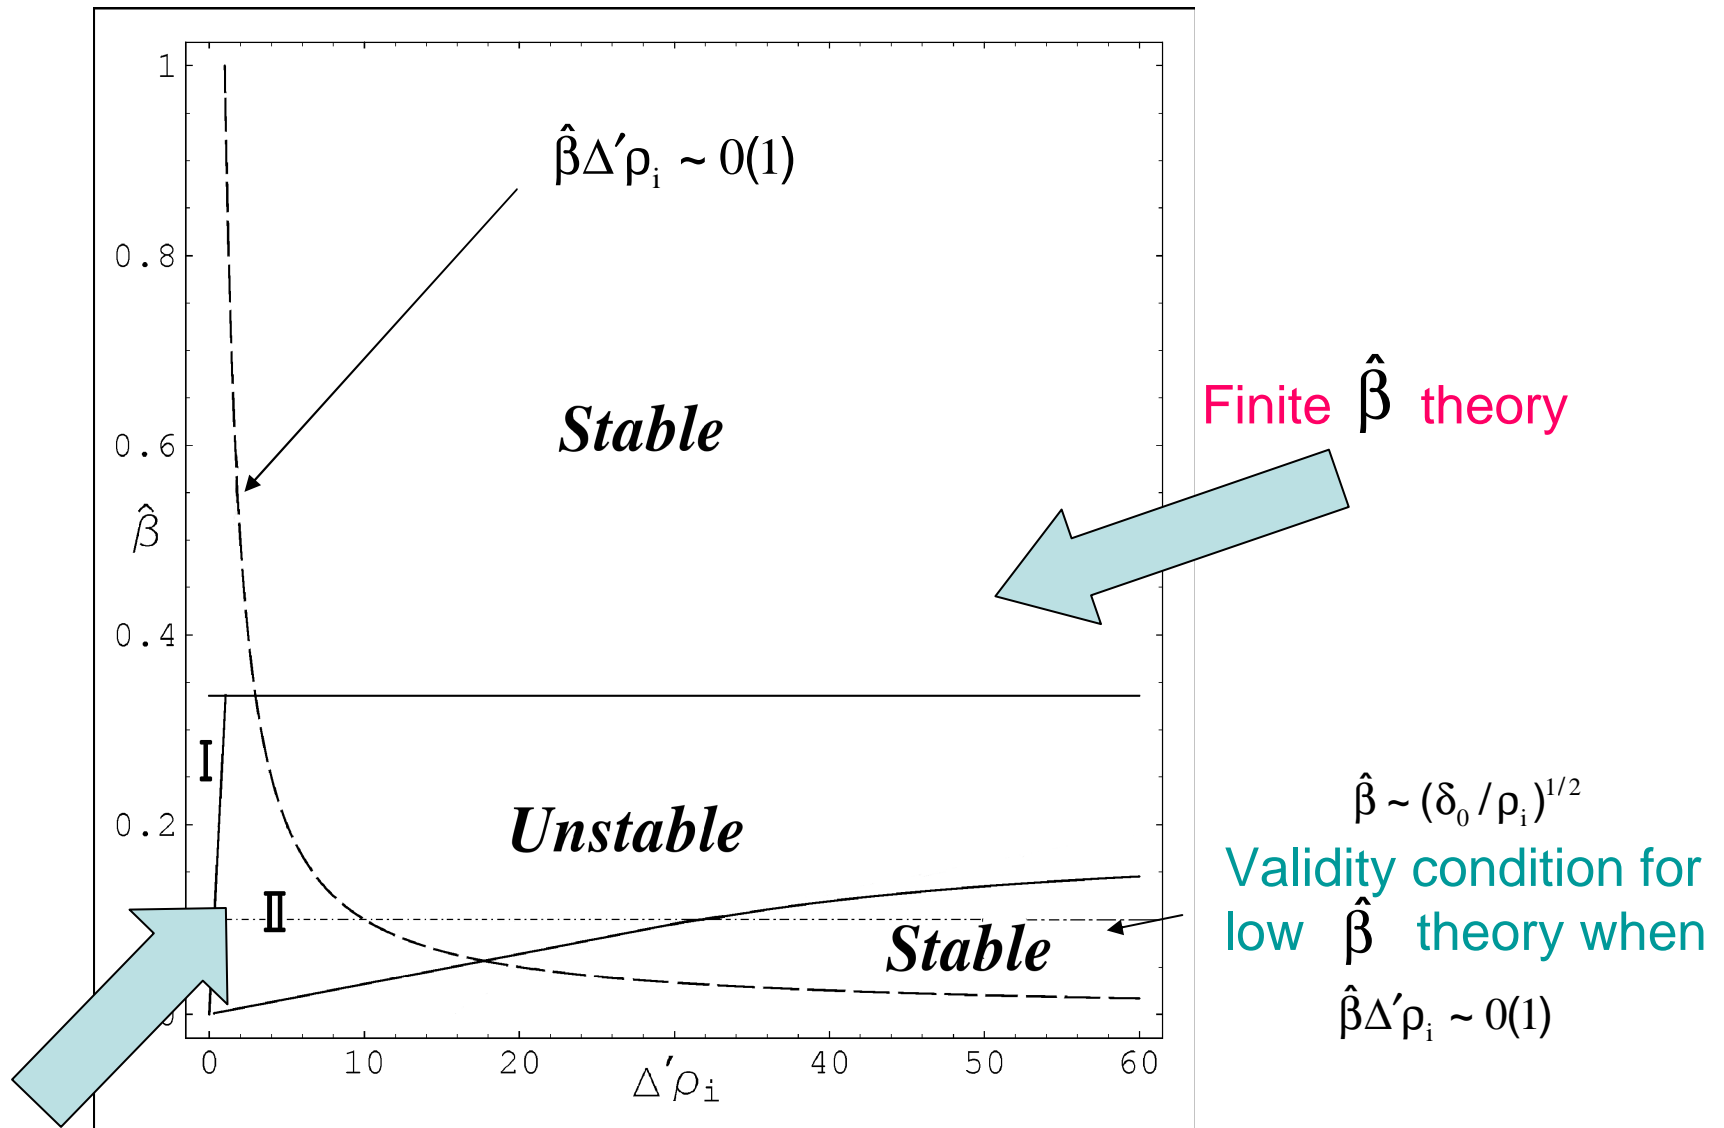 1
β̂Δ′ρᵢ ~ 0(1)
0.8
Finite β̂ theory
Stable
0.6
β̂
0.4
I
β̂ ~ (δ₀/ρᵢ)^1/2
0.2
Unstable
Validity condition for
II
low β̂ theory when
Stable
β̂Δ′ρᵢ ~ 0(1)
0
0 10 20 30 40 50 60
Δ′ρᵢ